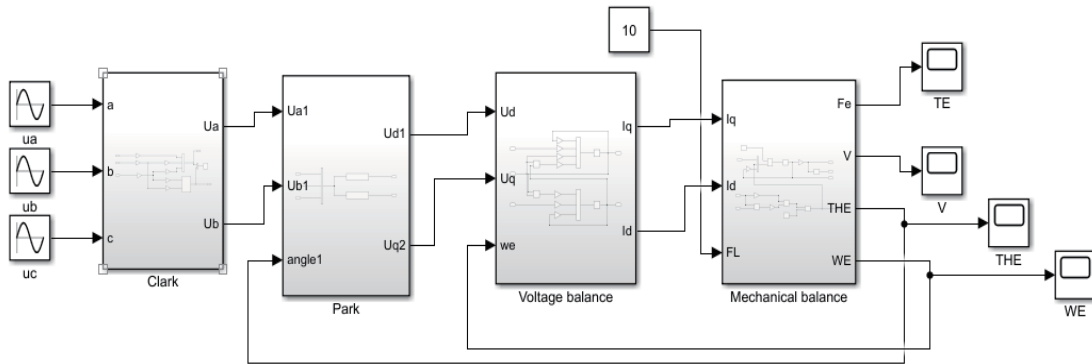 10
TE
V
THE
WE
ua
ub
uc
a
b
c
Ua
Ub
Clark
Ua1
Ub1
angle1
Ud1
Uq2
Park
Ud
Uq
we
Iq
Id
Voltage balance
Iq
Id
FL
Fe
V
THE
WE
Mechanical balance